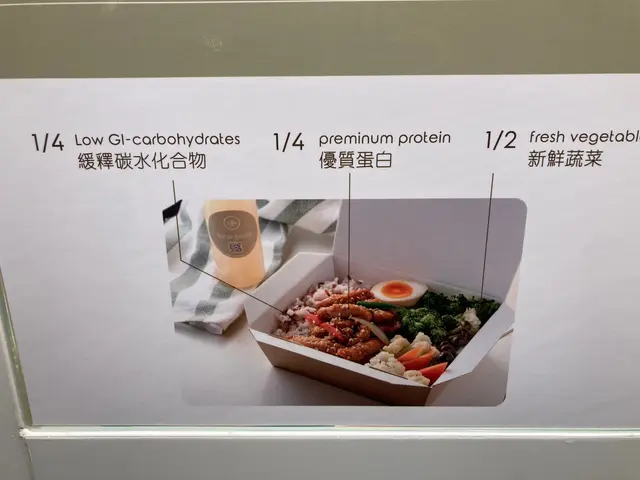 1/4 Low GI-carbohydrates
緩釋碳水化合物
1/4 preminum protein
優質蛋白
1/2 fresh vegetabl
新鮮蔬菜